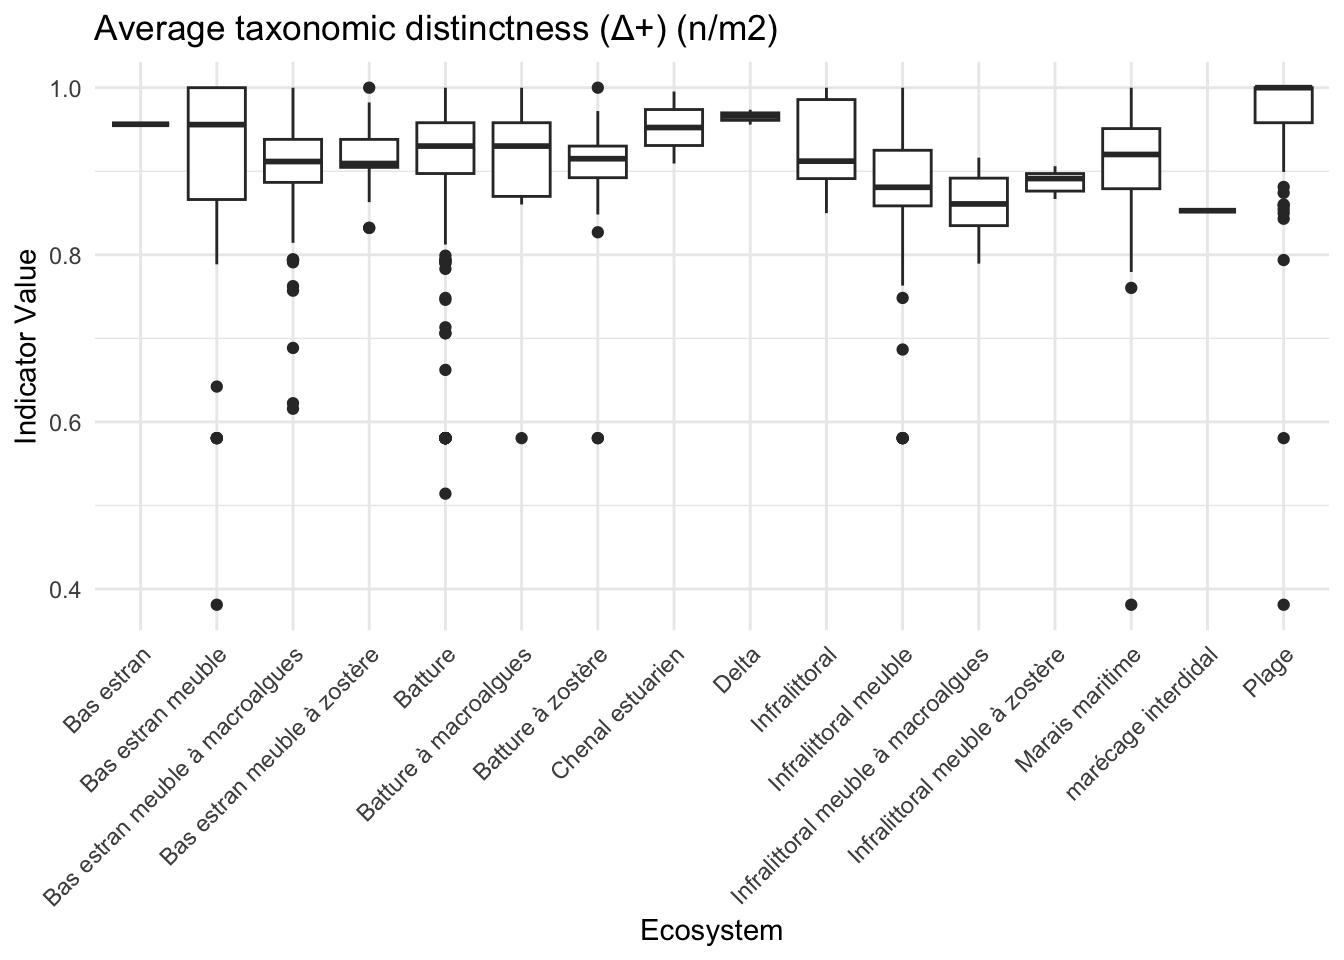 Average taxonomic distinctness (Δ+) (n/m2)
Indicator Value
1.0
0.8
0.6
0.4
Bas estran
Bas estran meuble
Bas estran meuble à macroalgues
Bas estran meuble à zostère
Batture
Batture à macroalgues
Batture à zostère
Chenal estuarien
Delta
Infralittoral
Infralittoral meuble
Infralittoral meuble à macroalgues
Infralittoral meuble à zostère
Marais maritime
marécage interdidal
Plage
Ecosystem